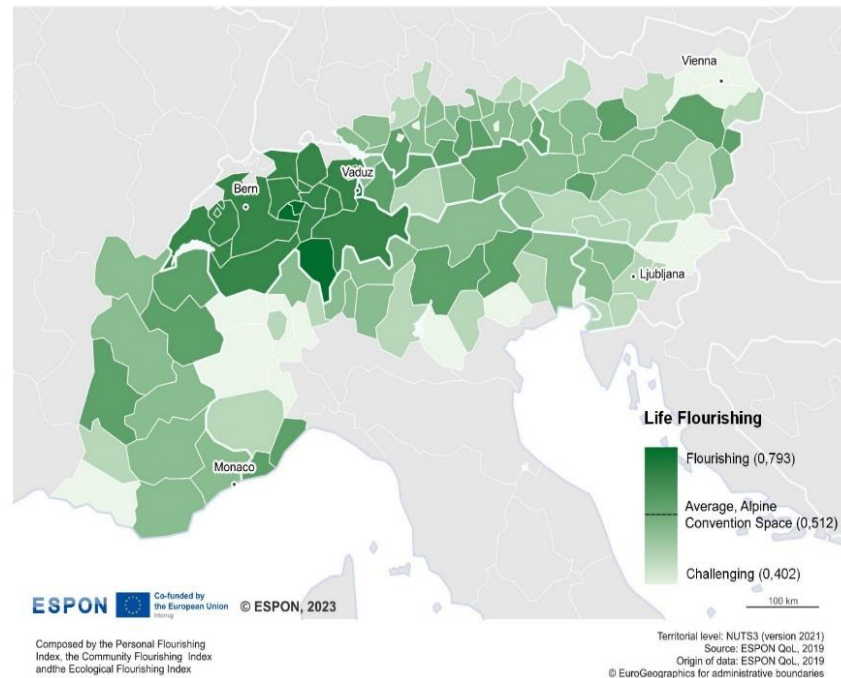 Vienna
Vaduz
Bern
Ljubljana
Monaco
Life Flourishing
Flourishing (0,793)
Average, Alpine
Convention Space (0,512)
Challenging (0,402)
100 km
ESPON
Co-funded by
the European Union
Interreg
© ESPON, 2023
Composed by the Personal Flourishing
Index, the Community Flourishing Index
andthe Ecological Flourishing Index
Territorial level: NUTS3 (version 2021)
Source: ESPON QoL, 2019
Origin of data: ESPON QoL, 2019
© EuroGeographics for administrative boundaries